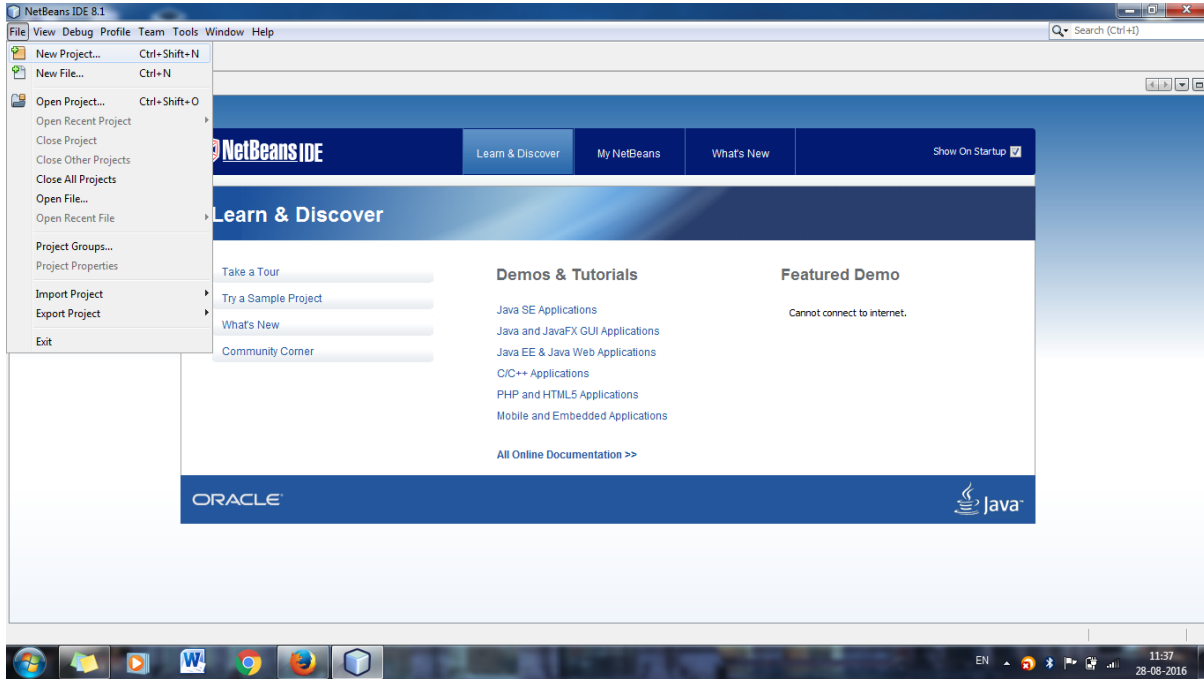 NetBeans IDE 8.1
File View Debug Profile Team Tools Window Help
Search (Ctrl+I)
New Project... Ctrl+Shift+N
New File... Ctrl+N
Open Project... Ctrl+Shift+O
Open Recent Project
Close Project
Close Other Projects
Close All Projects
Open File...
Open Recent File
Project Groups...
Project Properties
Import Project
Export Project
Exit
NetBeans IDE
Learn & Discover
My NetBeans
What's New
Show On Startup
Learn & Discover
Take a Tour
Try a Sample Project
What's New
Community Corner
Demos & Tutorials
Java SE Applications
Java and JavaFX GUI Applications
Java EE & Java Web Applications
C/C++ Applications
PHP and HTML5 Applications
Mobile and Embedded Applications
All Online Documentation >>
Featured Demo
Cannot connect to internet.
ORACLE
Java
EN
11:37
28-08-2016